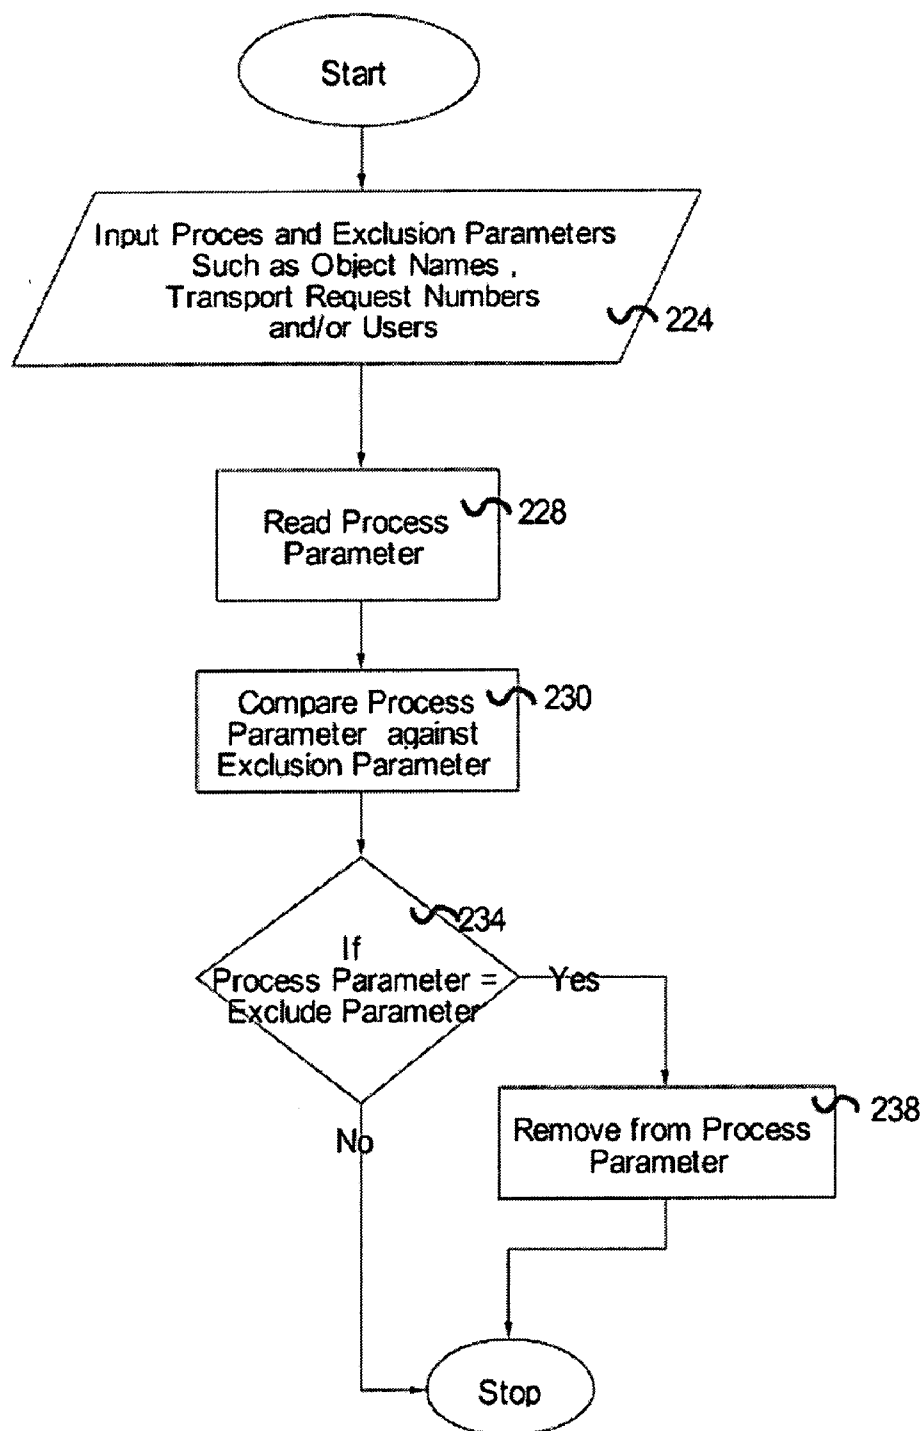 Start
Input Proces and Exclusion Parameters
Such as Object Names ,
Transport Request Numbers
and/or Users
224
Read Process
Parameter
228
Compare Process
Parameter against
Exclusion Parameter
230
234
If
Process Parameter =
Exclude Parameter
Yes
No
Remove from Process
Parameter
238
Stop